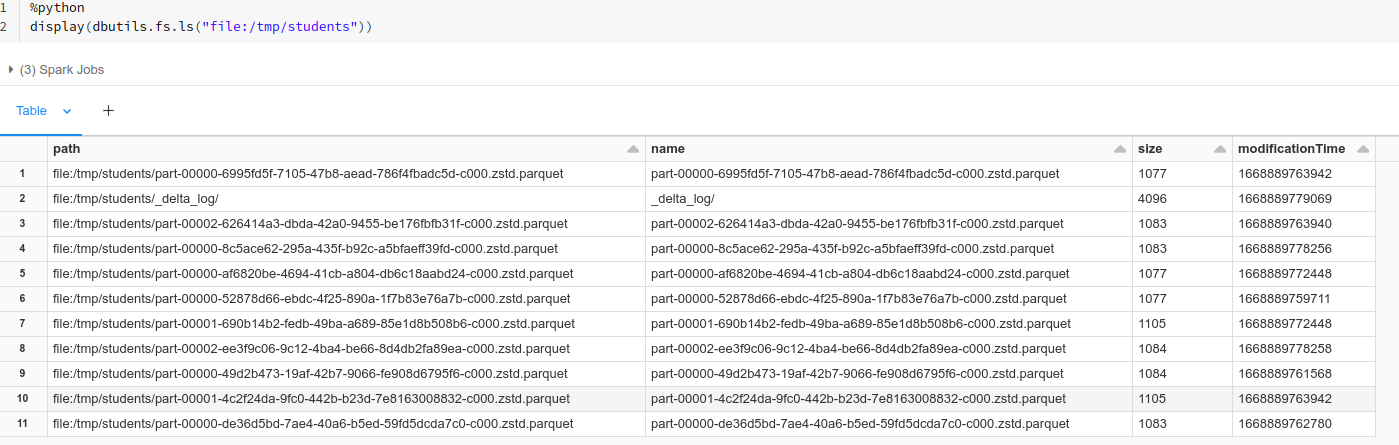 1 %python
2 display(dbutils.fs.ls("file:/tmp/students"))
(3) Spark Jobs
Table +
path name size modificationTime
1 file:/tmp/students/part-00000-6995fd5f-7105-47b8-aead-786f4fbadc5d-c000.zstd.parquet part-00000-6995fd5f-7105-47b8-aead-786f4fbadc5d-c000.zstd.parquet 1077 1668889763942
2 file:/tmp/students/_delta_log/ _delta_log/ 4096 1668889779069
3 file:/tmp/students/part-00002-626414a3-dbda-42a0-9455-be176fbfb31f-c000.zstd.parquet part-00002-626414a3-dbda-42a0-9455-be176fbfb31f-c000.zstd.parquet 1083 1668889763940
4 file:/tmp/students/part-00000-8c5ace62-295a-435f-b92c-a5bfaeff39fd-c000.zstd.parquet part-00000-8c5ace62-295a-435f-b92c-a5bfaeff39fd-c000.zstd.parquet 1083 1668889778256
5 file:/tmp/students/part-00000-af6820be-4694-41cb-a804-db6c18aabd24-c000.zstd.parquet part-00000-af6820be-4694-41cb-a804-db6c18aabd24-c000.zstd.parquet 1077 1668889772448
6 file:/tmp/students/part-00000-52878d66-ebdc-4f25-890a-1f7b83e76a7b-c000.zstd.parquet part-00000-52878d66-ebdc-4f25-890a-1f7b83e76a7b-c000.zstd.parquet 1077 1668889759711
7 file:/tmp/students/part-00001-690b14b2-fedb-49ba-a689-85e1d8b508b6-c000.zstd.parquet part-00001-690b14b2-fedb-49ba-a689-85e1d8b508b6-c000.zstd.parquet 1105 1668889772448
8 file:/tmp/students/part-00002-ee3f9c06-9c12-4ba4-be66-8d4db2fa89ea-c000.zstd.parquet part-00002-ee3f9c06-9c12-4ba4-be66-8d4db2fa89ea-c000.zstd.parquet 1084 1668889778258
9 file:/tmp/students/part-00000-49d2b473-19af-42b7-9066-fe908d6795f6-c000.zstd.parquet part-00000-49d2b473-19af-42b7-9066-fe908d6795f6-c000.zstd.parquet 1084 1668889761568
10 file:/tmp/students/part-00001-4c2f24da-9fc0-442b-b23d-7e8163008832-c000.zstd.parquet part-00001-4c2f24da-9fc0-442b-b23d-7e8163008832-c000.zstd.parquet 1105 1668889763942
11 file:/tmp/students/part-00000-de36d5bd-7ae4-40a6-b5ed-59fd5dcda7c0-c000.zstd.parquet part-00000-de36d5bd-7ae4-40a6-b5ed-59fd5dcda7c0-c000.zstd.parquet 1083 1668889762780